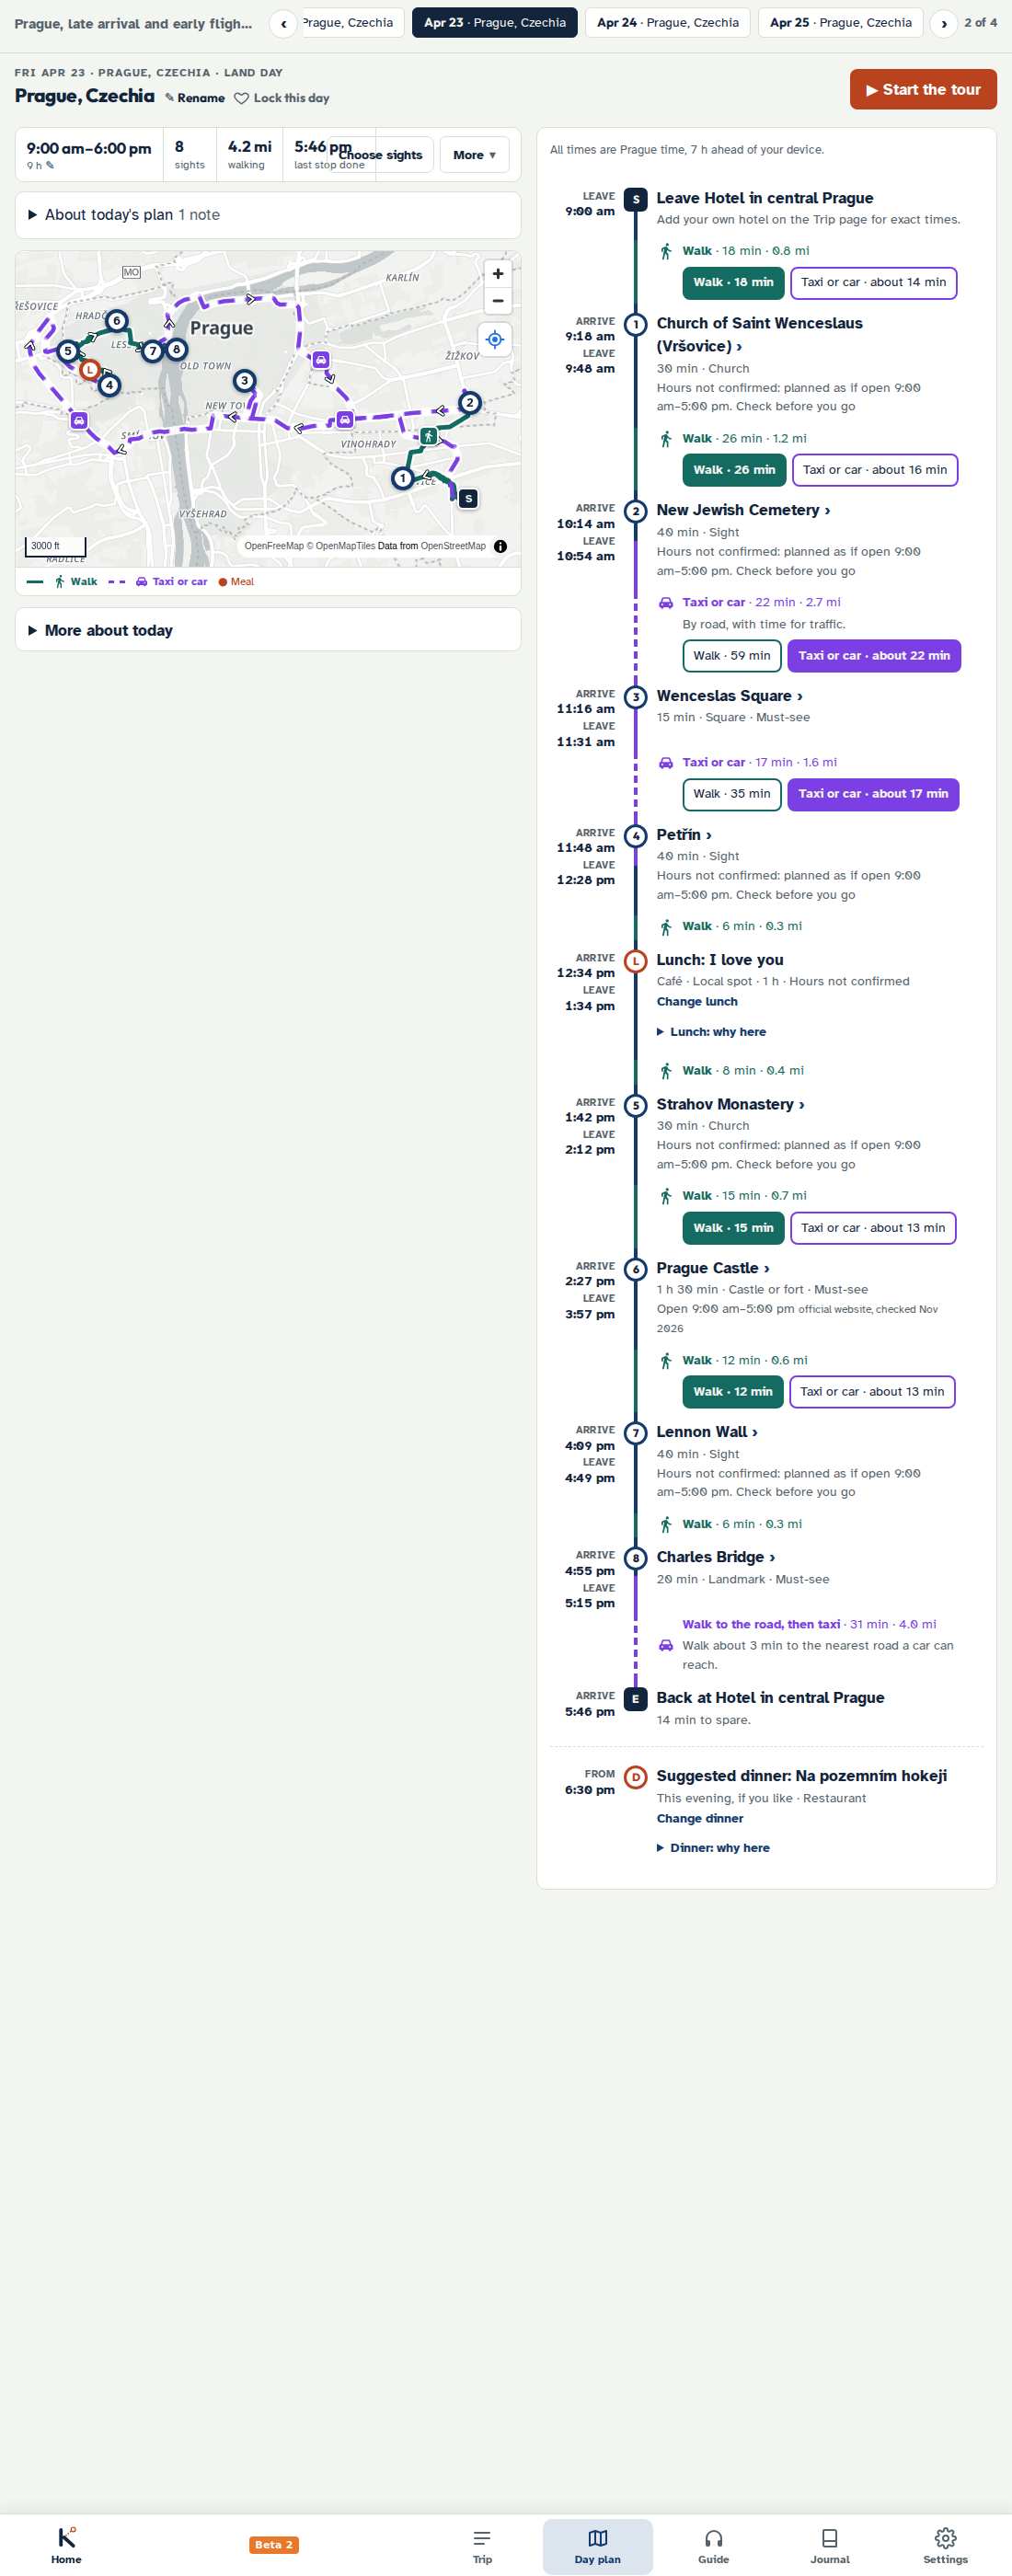 Prague, late arrival and early fligh...
‹
Prague, Czechia
Apr 23 · Prague, Czechia
Apr 24 · Prague, Czechia
Apr 25 · Prague, Czechia
›
2 of 4
FRI APR 23 · PRAGUE, CZECHIA · LAND DAY
Prague, Czechia
✎ Rename
Lock this day
▶ Start the tour
9:00 am–6:00 pm
9 h ✎
8
sights
4.2 mi
walking
5:46 pm
last stop done
Choose sights
More ▾
▶ About today's plan 1 note
MO
KARLÍN
HRADČ
Prague
OLD TOWN
ŽIŽKOV
NEW TO
VINOHRADY
VYŠEHRAD
RADLICE
+
−
1
2
3
4
5
6
7
8
L
S
3000 ft
OpenFreeMap © OpenMapTiles Data from OpenStreetMap
Walk
Taxi or car
Meal
▶ More about today
All times are Prague time, 7 h ahead of your device.
LEAVE
9:00 am
S
Leave Hotel in central Prague
Add your own hotel on the Trip page for exact times.
Walk · 18 min · 0.8 mi
Walk · 18 min
Taxi or car · about 14 min
ARRIVE
9:18 am
LEAVE
9:48 am
1
Church of Saint Wenceslaus
(Vršovice) ›
30 min · Church
Hours not confirmed: planned as if open 9:00
am–5:00 pm. Check before you go
Walk · 26 min · 1.2 mi
Walk · 26 min
Taxi or car · about 16 min
ARRIVE
10:14 am
LEAVE
10:54 am
2
New Jewish Cemetery ›
40 min · Sight
Hours not confirmed: planned as if open 9:00
am–5:00 pm. Check before you go
Taxi or car · 22 min · 2.7 mi
By road, with time for traffic.
Walk · 59 min
Taxi or car · about 22 min
ARRIVE
11:16 am
LEAVE
11:31 am
3
Wenceslas Square ›
15 min · Square · Must-see
Taxi or car · 17 min · 1.6 mi
Walk · 35 min
Taxi or car · about 17 min
ARRIVE
11:48 am
LEAVE
12:28 pm
4
Petřín ›
40 min · Sight
Hours not confirmed: planned as if open 9:00
am–5:00 pm. Check before you go
Walk · 6 min · 0.3 mi
ARRIVE
12:34 pm
LEAVE
1:34 pm
L
Lunch: I love you
Café · Local spot · 1 h · Hours not confirmed
Change lunch
▶ Lunch: why here
Walk · 8 min · 0.4 mi
ARRIVE
1:42 pm
LEAVE
2:12 pm
5
Strahov Monastery ›
30 min · Church
Hours not confirmed: planned as if open 9:00
am–5:00 pm. Check before you go
Walk · 15 min · 0.7 mi
Walk · 15 min
Taxi or car · about 13 min
ARRIVE
2:27 pm
LEAVE
3:57 pm
6
Prague Castle ›
1 h 30 min · Castle or fort · Must-see
Open 9:00 am–5:00 pm official website, checked Nov
2026
Walk · 12 min · 0.6 mi
Walk · 12 min
Taxi or car · about 13 min
ARRIVE
4:09 pm
LEAVE
4:49 pm
7
Lennon Wall ›
40 min · Sight
Hours not confirmed: planned as if open 9:00
am–5:00 pm. Check before you go
Walk · 6 min · 0.3 mi
ARRIVE
4:55 pm
LEAVE
5:15 pm
8
Charles Bridge ›
20 min · Landmark · Must-see
Walk to the road, then taxi · 31 min · 4.0 mi
Walk about 3 min to the nearest road a car can
reach.
ARRIVE
5:46 pm
E
Back at Hotel in central Prague
14 min to spare.
FROM
6:30 pm
D
Suggested dinner: Na pozemním hokeji
This evening, if you like · Restaurant
Change dinner
▶ Dinner: why here
Home
Beta 2
Trip
Day plan
Guide
Journal
Settings